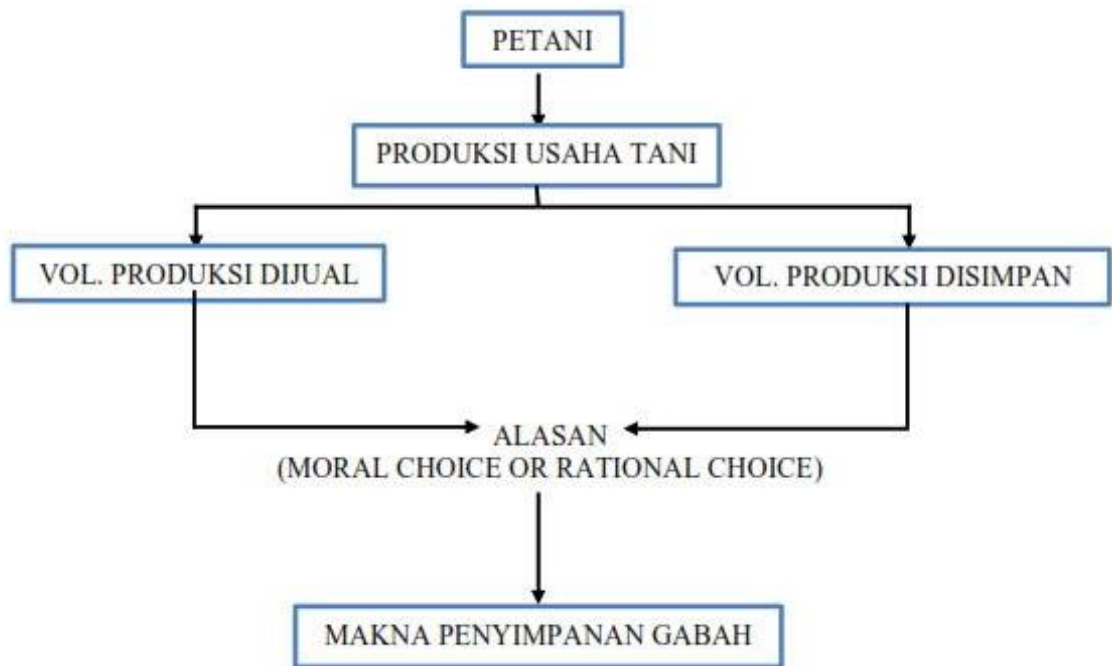 PETANI
PRODUKSI USAHA TANI
VOL. PRODUKSI DIJUAL
VOL. PRODUKSI DISIMPAN
ALASAN
(MORAL CHOICE OR RATIONAL CHOICE)
MAKNA PENYIMPANAN GABAH